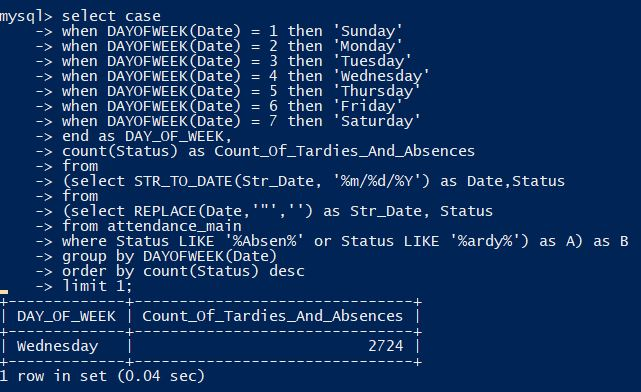 mysql> select case
    -> when DAYOFWEEK(Date) = 1 then 'Sunday'
    -> when DAYOFWEEK(Date) = 2 then 'Monday'
    -> when DAYOFWEEK(Date) = 3 then 'Tuesday'
    -> when DAYOFWEEK(Date) = 4 then 'Wednesday'
    -> when DAYOFWEEK(Date) = 5 then 'Thursday'
    -> when DAYOFWEEK(Date) = 6 then 'Friday'
    -> when DAYOFWEEK(Date) = 7 then 'Saturday'
    -> end as DAY_OF_WEEK,
    -> count(Status) as Count_Of_Tardies_And_Absences
    -> from
    -> (select STR_TO_DATE(Str_Date, '%m/%d/%Y') as Date,Status
    -> from
    -> (select REPLACE(Date,'"','') as Str_Date, Status
    -> from attendance_main
    -> where Status LIKE '%Absen%' or Status LIKE '%ardy%') as A) as B
    -> group by DAYOFWEEK(Date)
    -> order by count(Status) desc
    -> limit 1;
+-------------+--------------------------------+
| DAY_OF_WEEK | Count_Of_Tardies_And_Absences |
+-------------+--------------------------------+
| Wednesday   |                          2724 |
+-------------+--------------------------------+
1 row in set (0.04 sec)